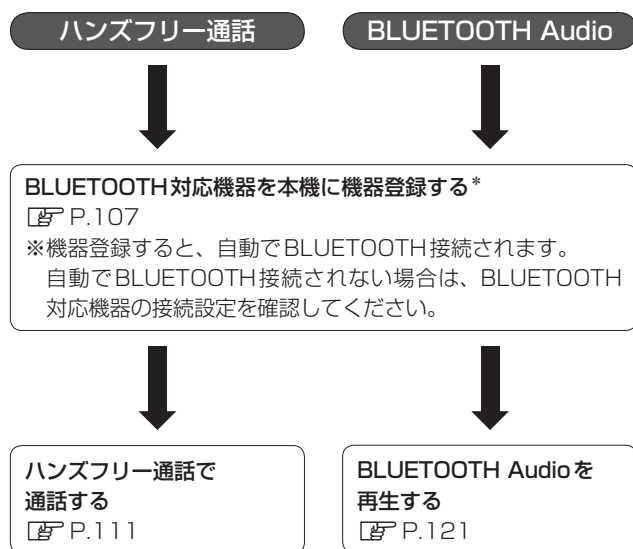 ハンズフリー通話
BLUETOOTH Audio
BLUETOOTH対応機器を本機に機器登録する*
P.107
※機器登録すると、自動でBLUETOOTH接続されます。
自動でBLUETOOTH接続されない場合は、BLUETOOTH
対応機器の接続設定を確認してください。
ハンズフリー通話で
通話する
P.111
BLUETOOTH Audioを
再生する
P.121